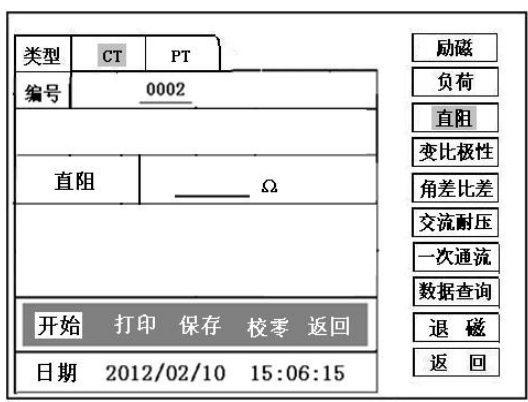 类型 CT PT
编号 0002
直阻 Ω
开始 打印 保存 校零 返回
日期 2012/02/10 15:06:15
励磁
负荷
直阻
变比极性
角差比差
交流耐压
一次通流
数据查询
退 磁
返 回